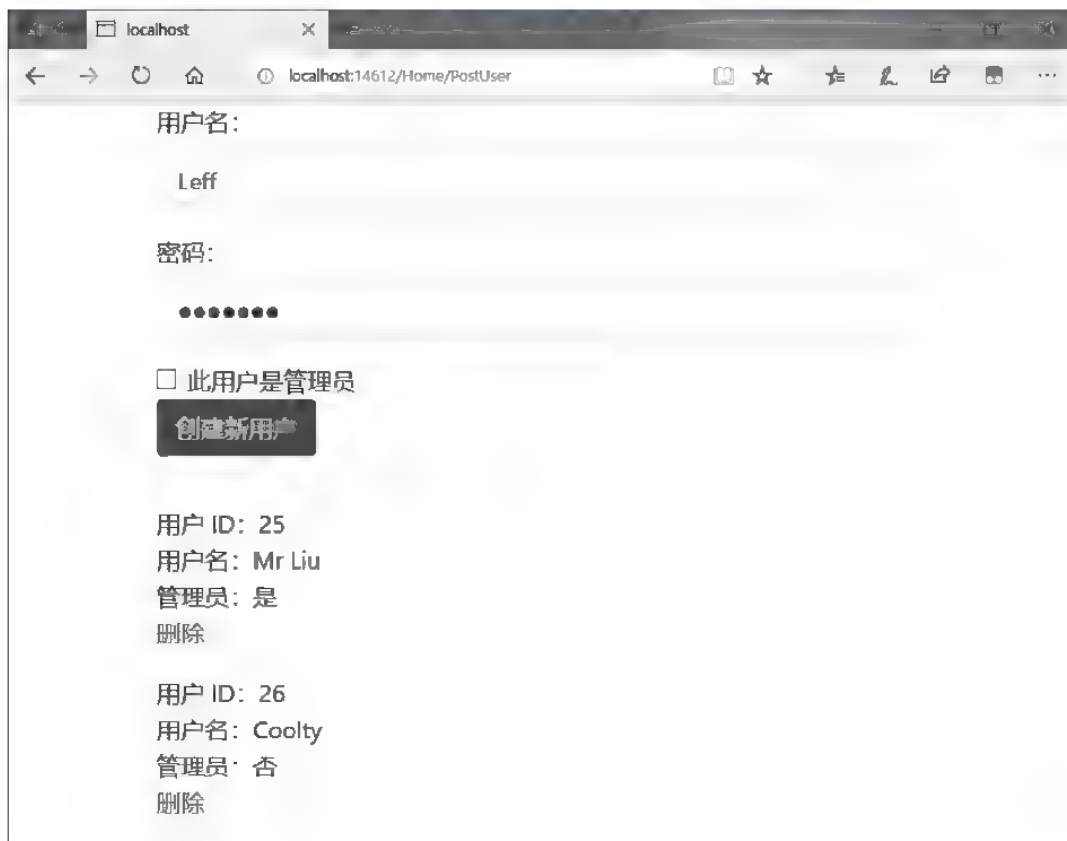 localhost
localhost:14612/Home/PostUser
用户名：
Leff
密码：
此用户是管理员
创建新用户
用户 ID：25
用户名：Mr Liu
管理员：是
删除
用户 ID：26
用户名：Coolty
管理员：否
删除